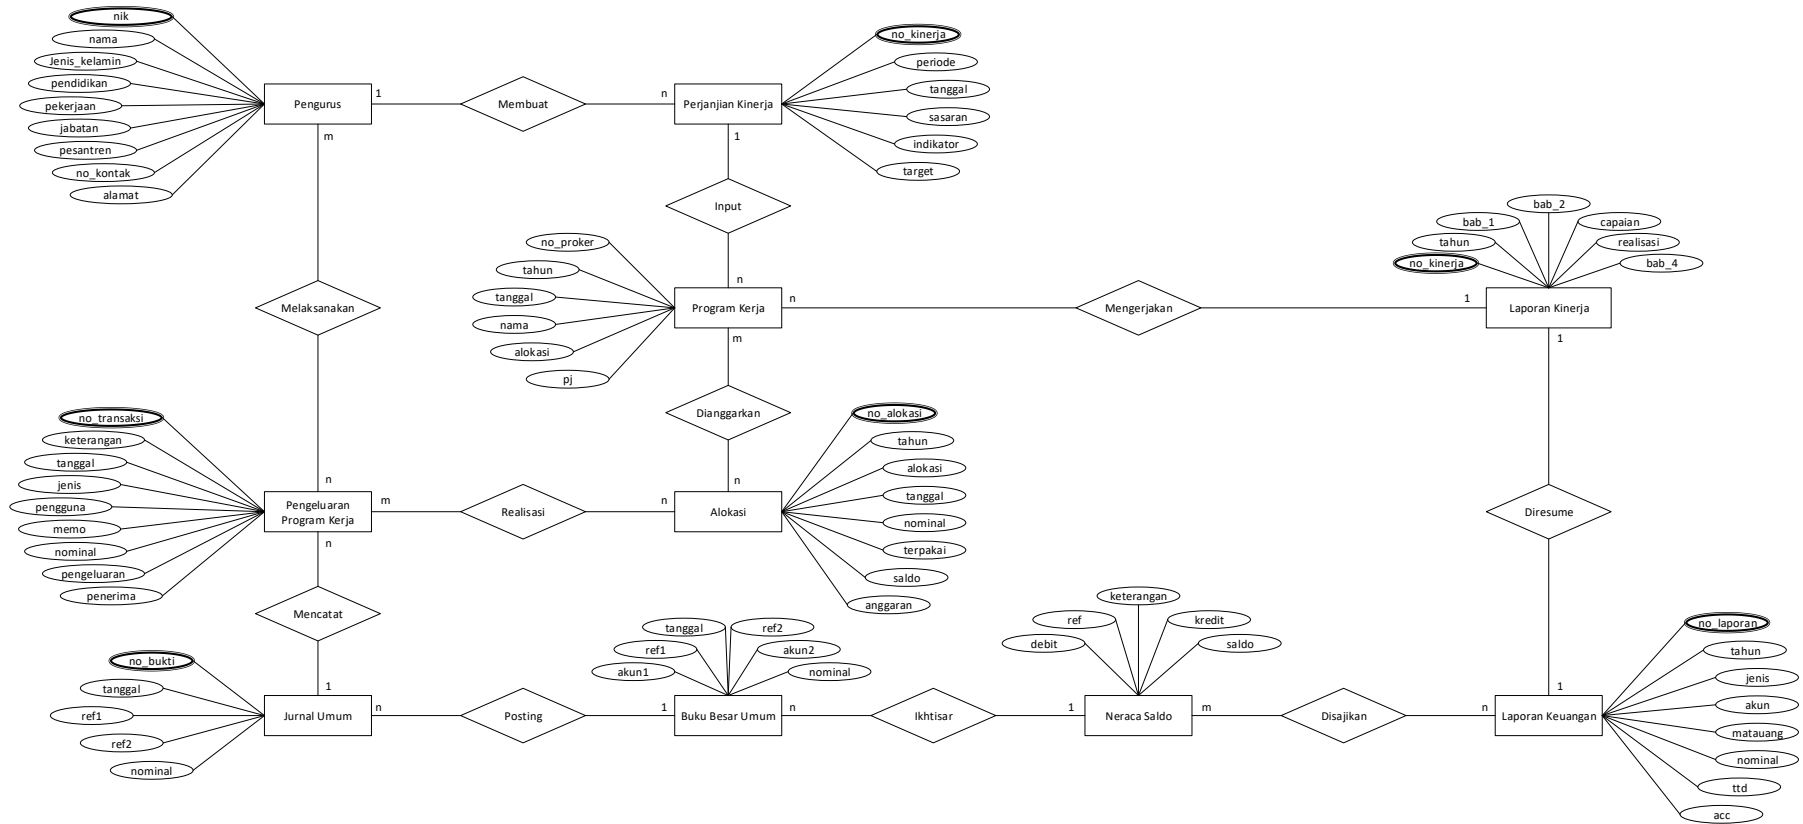 nik
nama
Jenis_kelamin
pendidikan
pekerjaan
jabatan
pesantren
no_kontak
alamat
Pengurus
1
Membuat
n
Perjanjian Kinerja
no_kinerja
periode
tanggal
sasaran
indikator
target
m
1
Input
n
Melaksanakan
n
no_proker
tahun
tanggal
nama
alokasi
pj
Program Kerja
n
Mengerjakan
1
Laporan Kinerja
no_kinerja
tahun
bab_1
bab_2
capaian
realisasi
bab_4
m
Dianggarkan
n
1
Diresume
1
no_transaksi
keterangan
tanggal
jenis
pengguna
memo
nominal
pengeluaran
penerima
Pengeluaran
Program Kerja
m
Realisasi
n
Alokasi
no_alokasi
tahun
alokasi
tanggal
nominal
terpakai
saldo
anggaran
n
Mencatat
1
no_bukti
tanggal
ref1
ref2
nominal
Jurnal Umum
n
Posting
1
Buku Besar Umum
akun1
ref1
tanggal
ref2
akun2
nominal
n
Ikhtisar
1
Neraca Saldo
debit
ref
keterangan
kredit
saldo
m
Disajikan
n
Laporan Keuangan
no_laporan
tahun
jenis
akun
matauang
nominal
ttd
acc